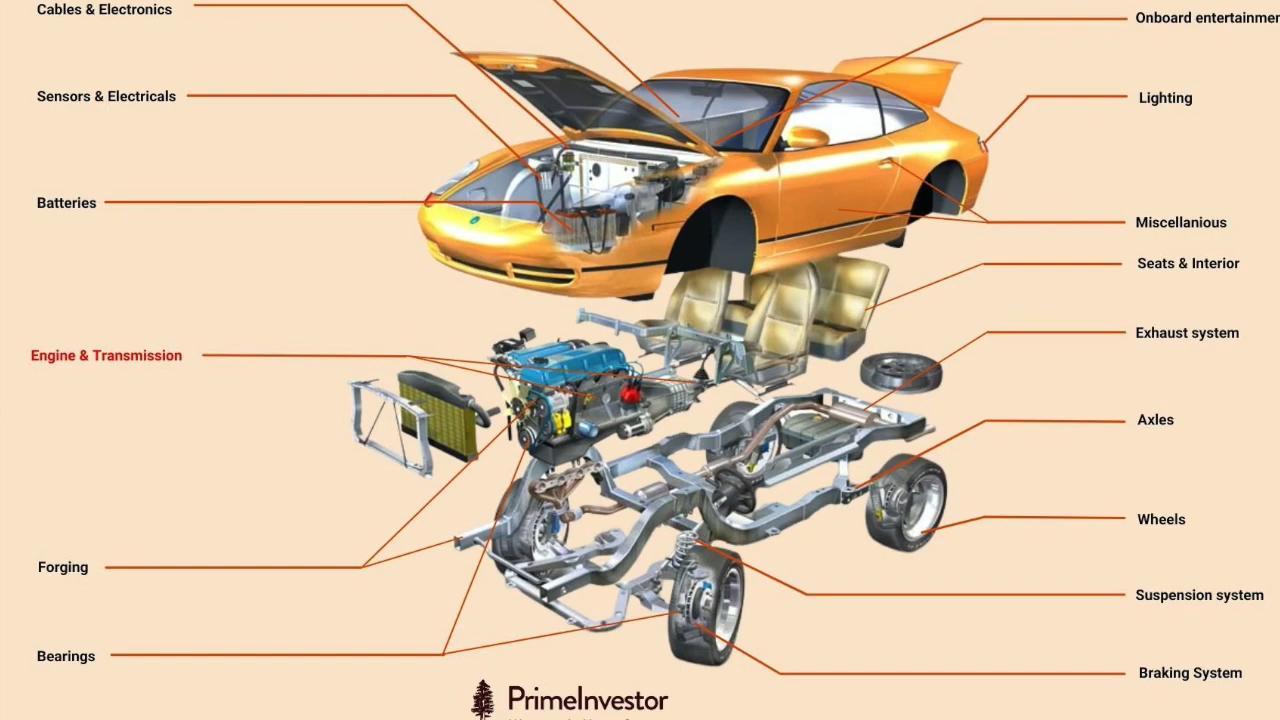 Cables & Electronics
Onboard entertainmen
Sensors & Electricals
Lighting
Batteries
Miscellanious
Seats & Interior
Exhaust system
Engine & Transmission
Axles
Wheels
Forging
Suspension system
Bearings
Braking System
PrimeInvestor